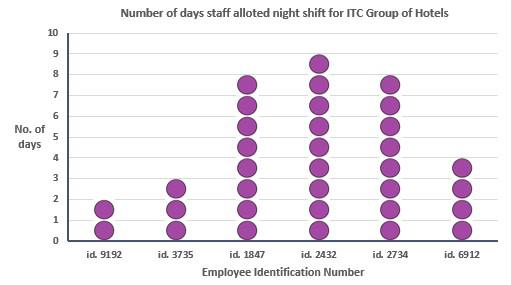 Number of days staff alloted night shift for ITC Group of Hotels
10
9
8
7
6
5
4
3
2
1
0
No. of
days
id. 9192 id. 3735 id. 1847 id. 2432 id. 2734 id. 6912
Employee Identification Number